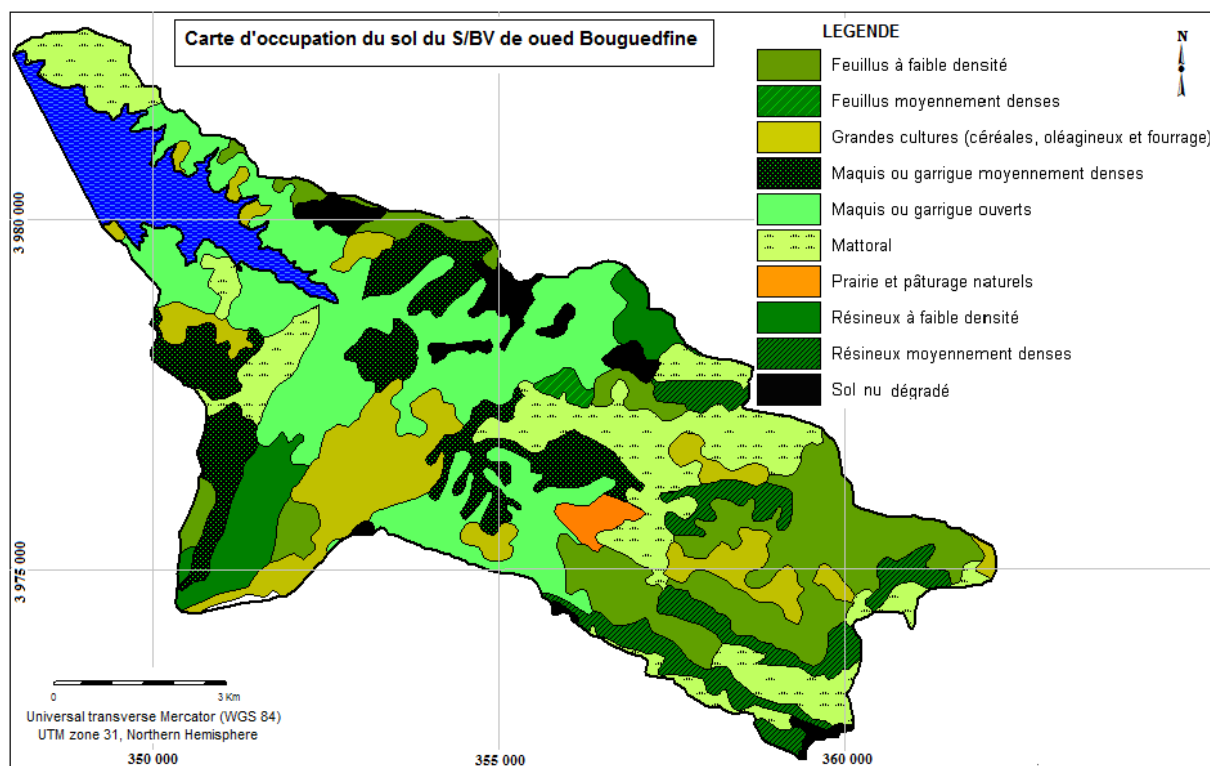 Carte d'occupation du sol du S/BV de oued Bouguedfine
LEGENDE
N
Feuillus à faible densité
Feuillus moyennement denses
Grandes cultures (céréales, oléagineux et fourrage)
Maquis ou garrigue moyennement denses
Maquis ou garrigue ouverts
Mattoral
Prairie et pâturage naturels
Résineux à faible densité
Résineux moyennement denses
Sol nu dégradé
3 980 000
3 975 000
0 3 Km
Universal transverse Mercator (WGS 84)
UTM zone 31, Northern Hemisphere
350 000 355 000 360 000